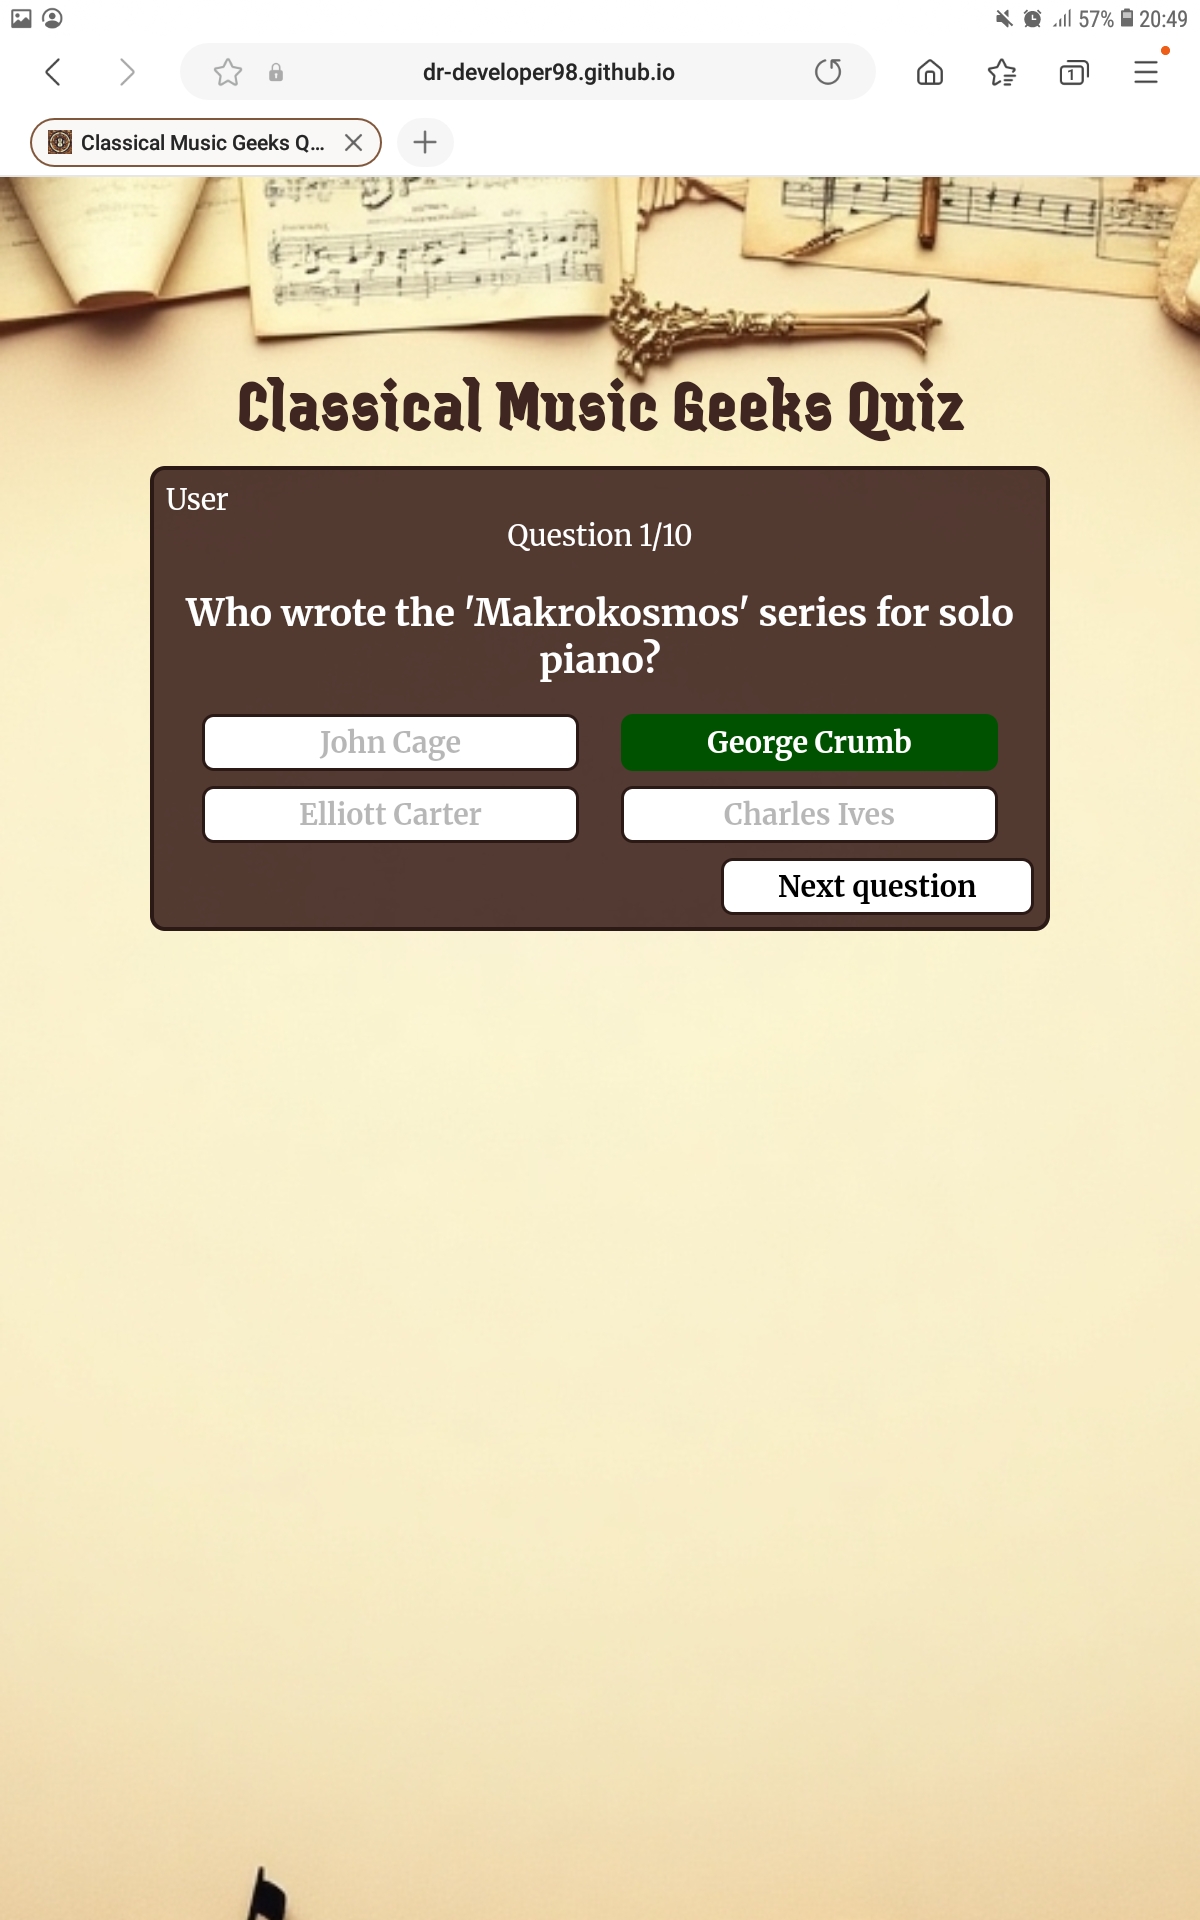 57% 20:49
dr-developer98.github.io
1
Classical Music Geeks Q...
Classical Music Geeks Quiz
User
Question 1/10
Who wrote the 'Makrokosmos' series for solo
piano?
John Cage
George Crumb
Elliott Carter
Charles Ives
Next question